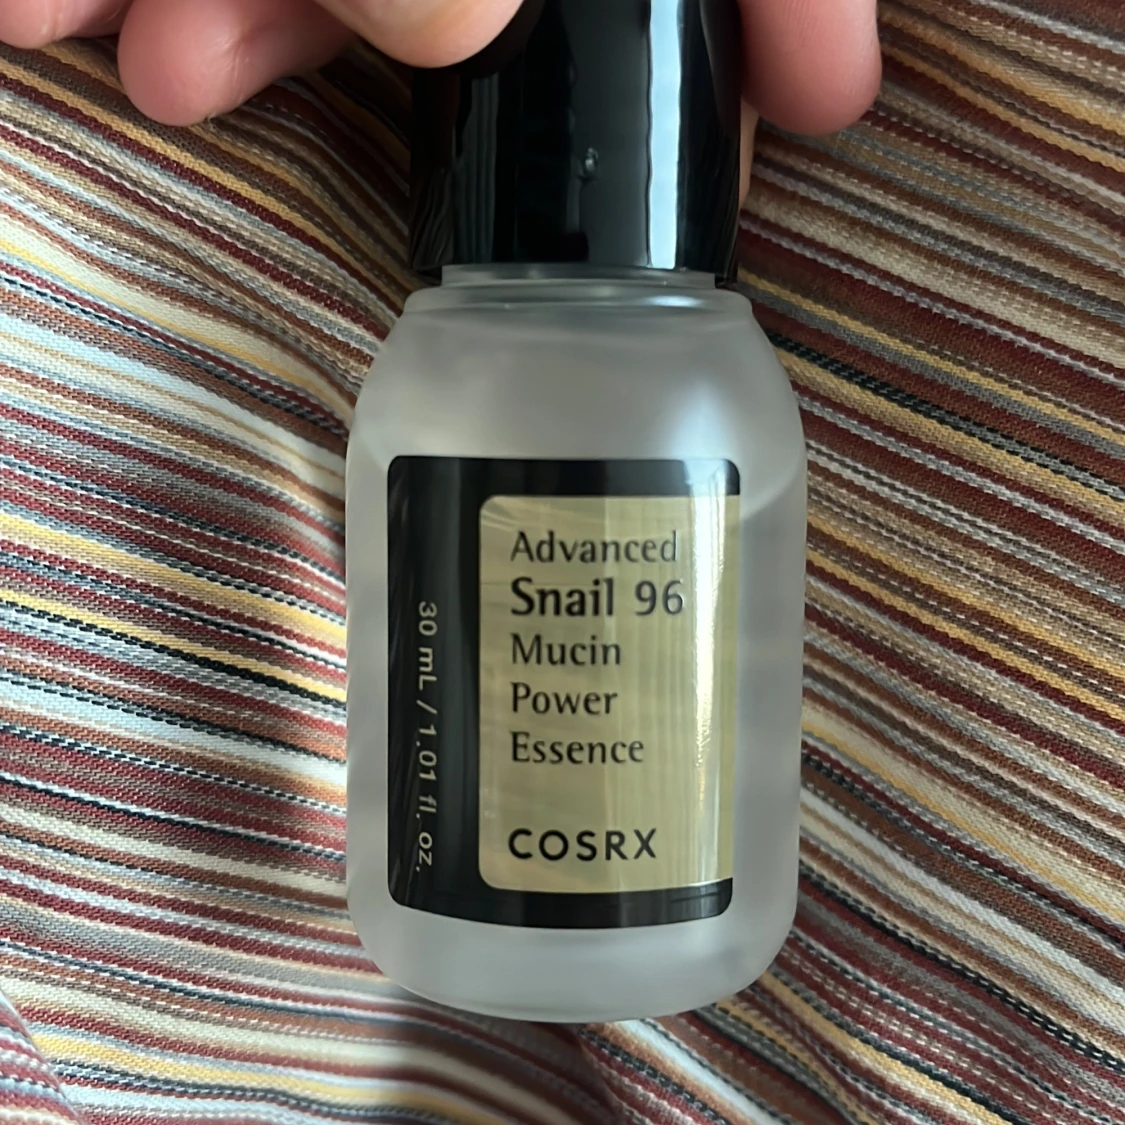 Advanced
Snail 96
Mucin
Power
Essence
COSRX
30 mL / 1.01 fl. oz.